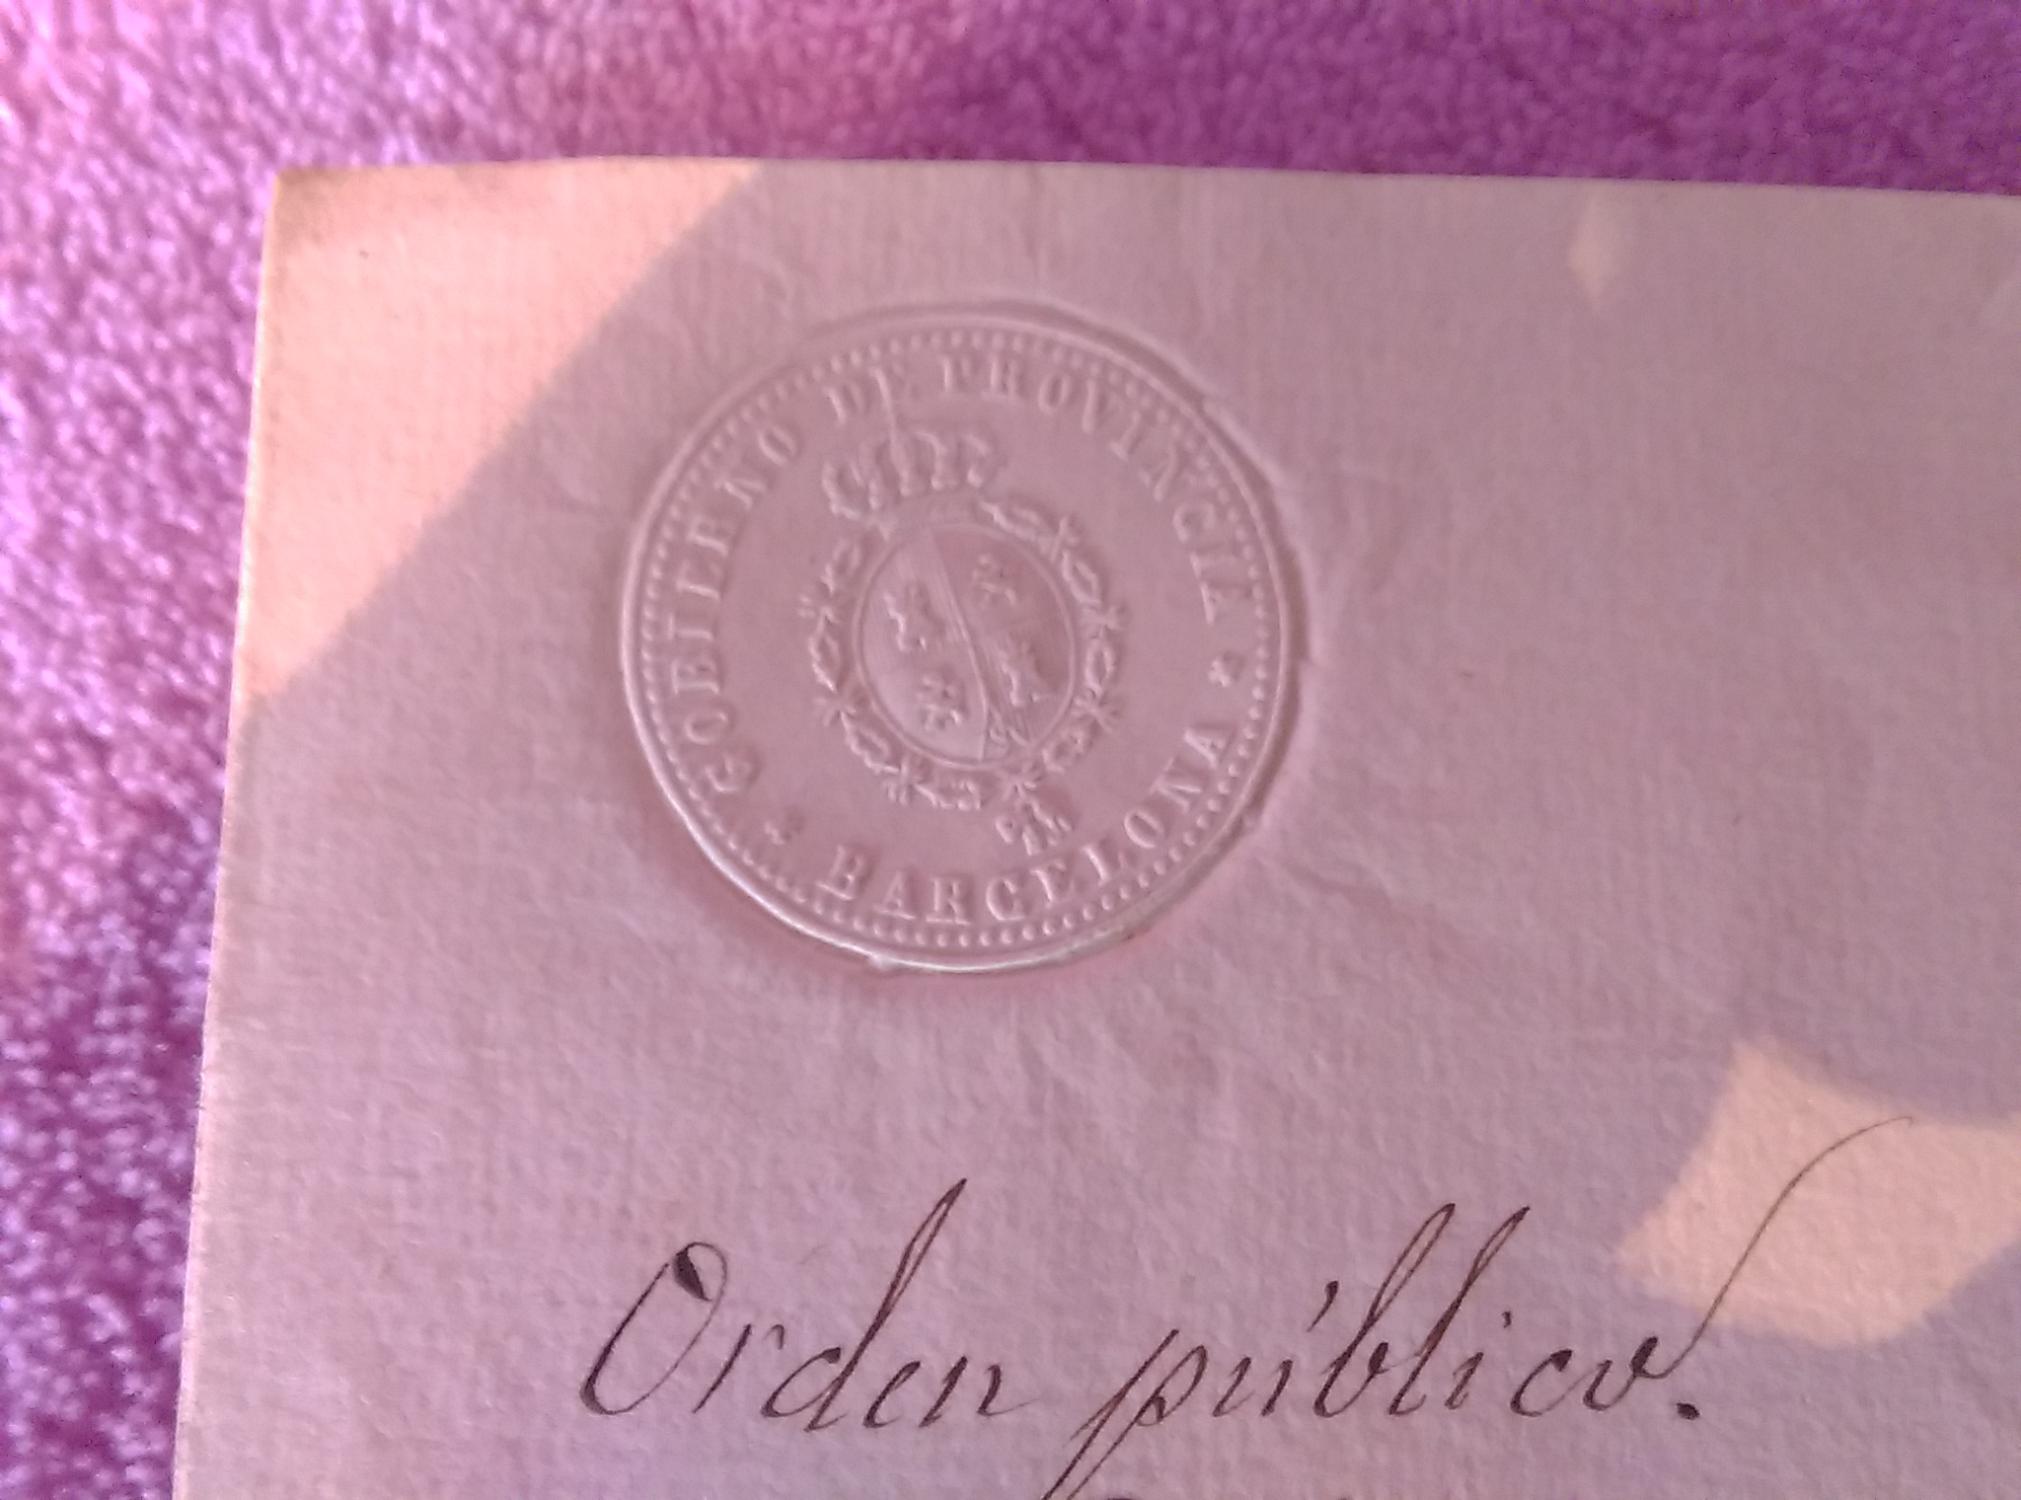 GOBIERNO DE PROVINCIA *
* BARCELONA
Orden público.